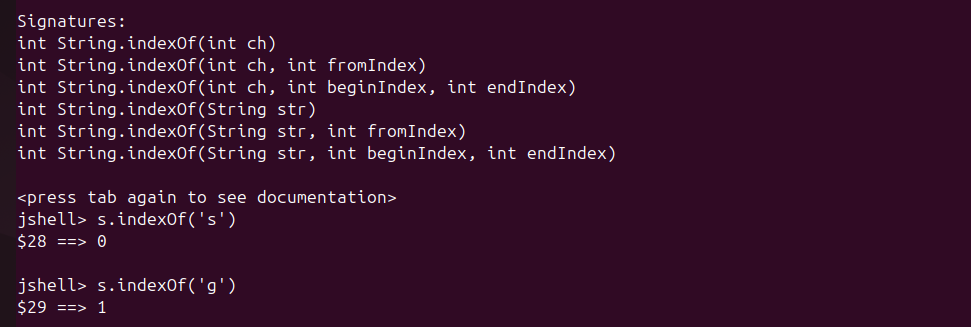 Signatures:
int String.indexOf(int ch)
int String.indexOf(int ch, int fromIndex)
int String.indexOf(int ch, int beginIndex, int endIndex)
int String.indexOf(String str)
int String.indexOf(String str, int fromIndex)
int String.indexOf(String str, int beginIndex, int endIndex)
<press tab again to see documentation>
jshell> s.indexOf('s')
$28 ==> 0
jshell> s.indexOf('g')
$29 ==> 1